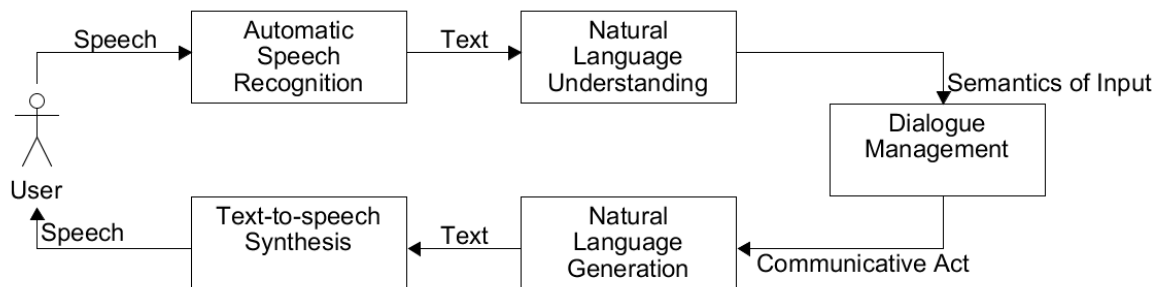 Speech
Automatic
Speech
Recognition
Text
Natural
Language
Understanding
Semantics of Input
Dialogue
Management
User
Speech
Text-to-speech
Synthesis
Text
Natural
Language
Generation
Communicative Act